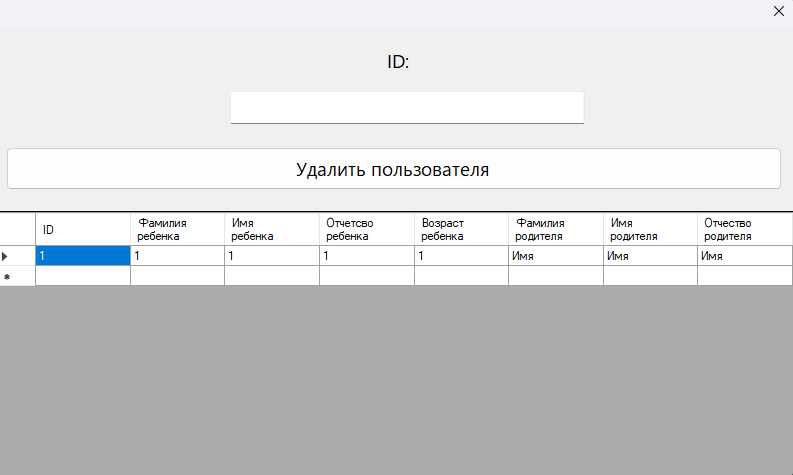 ID:
Удалить пользователя
ID Фамилия Имя Отчетсво Возраст Фамилия Имя Отчество
ребенка ребенка ребенка ребенка родителя родителя родителя
1 1 1 1 1 Имя Имя Имя